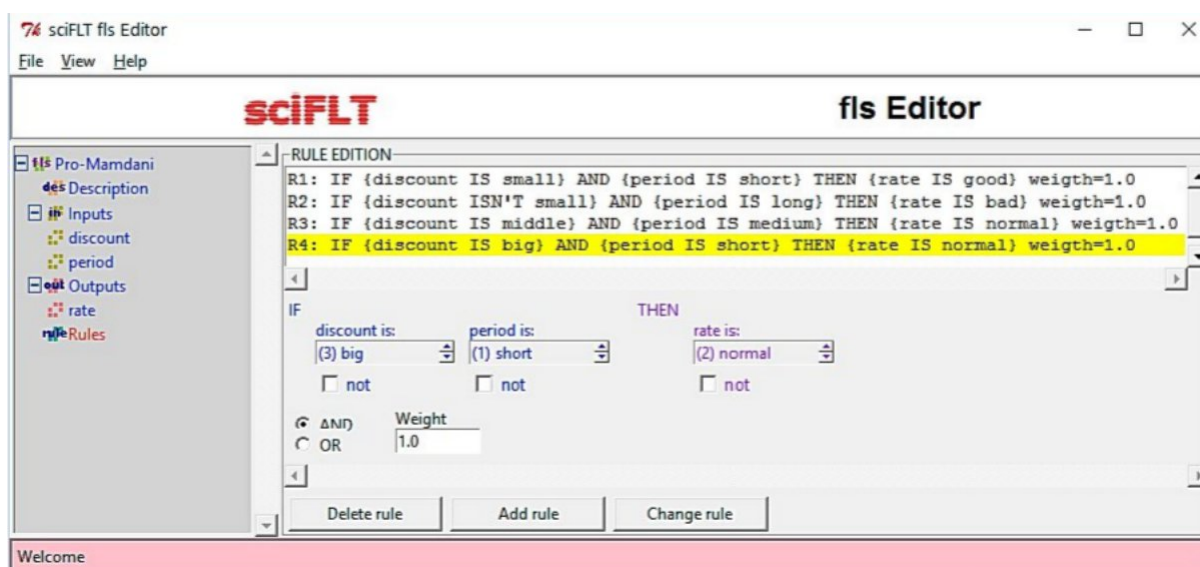 sciFLT fls Editor
File View Help
sciFLT fls Editor
fls Pro-Mamdani
des Description
in Inputs
discount
period
out Outputs
rate
rule Rules
RULE EDITION
R1: IF {discount IS small} AND {period IS short} THEN {rate IS good} weigth=1.0
R2: IF {discount ISN'T small} AND {period IS long} THEN {rate IS bad} weigth=1.0
R3: IF {discount IS middle} AND {period IS medium} THEN {rate IS normal} weigth=1.0
R4: IF {discount IS big} AND {period IS short} THEN {rate IS normal} weigth=1.0
IF THEN
discount is: period is: rate is:
(3) big (1) short (2) normal
not not not
AND Weight
OR 1.0
Delete rule Add rule Change rule
Welcome